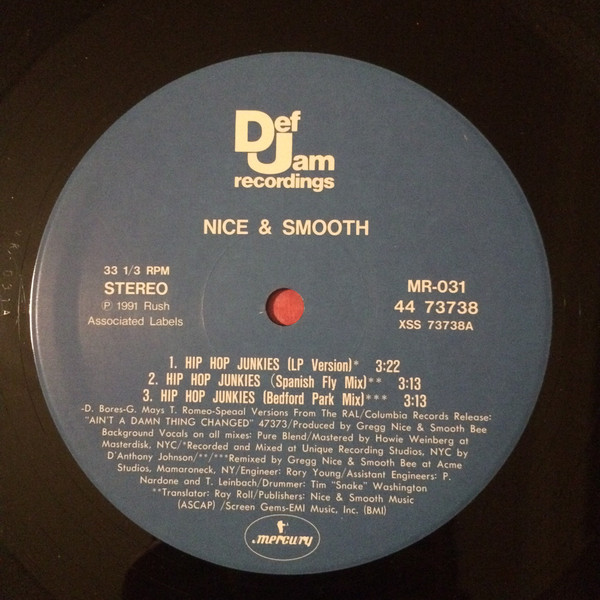 Def
Jam
recordings
NICE & SMOOTH
33 1/3 RPM
STEREO
Ⓟ 1991 Rush
Associated Labels
MR-031
44 73738
XSS 73738A
1. HIP HOP JUNKIES (LP Version)* 3:22
2. HIP HOP JUNKIES (Spanish Fly Mix)** 3:13
3. HIP HOP JUNKIES (Bedford Park Mix)*** 3:13
-D. Bores-G. Mays T. Romeo-Speaal Versions From The RAL/Columbia Records Release:
"AIN'T A DAMN THING CHANGED" 47373/Produced by Gregg Nice & Smooth Bee
Background Vocals on all mixes: Pure Blend/Mastered by Howie Weinberg at
Masterdisk, NYC/*Recorded and Mixed at Unique Recording Studios, NYC by
D'Anthony Johnson/**/***Remixed by Gregg Nice & Smooth Bee at Acme
Studios, Mamaroneck, NY/Engineer: Rory Young/Assistant Engineers: P.
Nardone and T. Leinbach/Drummer: Tim "Snake" Washington
**Translator: Ray Roll/Publishers: Nice & Smooth Music
(ASCAP) /Screen Gems-EMI Music, Inc. (BMI)
mercury